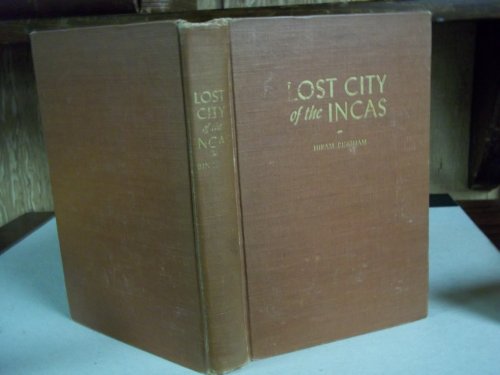 LOST
CITY
of the
INCAS
LOST CITY
of the INCAS
HIRAM BINGHAM